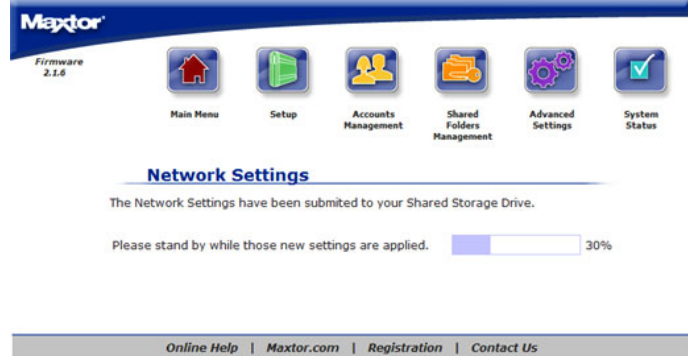 Maxtor
Firmware
2.1.6
Main Menu
Setup
Accounts
Management
Shared
Folders
Management
Advanced
Settings
System
Status
Network Settings
The Network Settings have been submited to your Shared Storage Drive.
Please stand by while those new settings are applied. 30%
Online Help | Maxtor.com | Registration | Contact Us